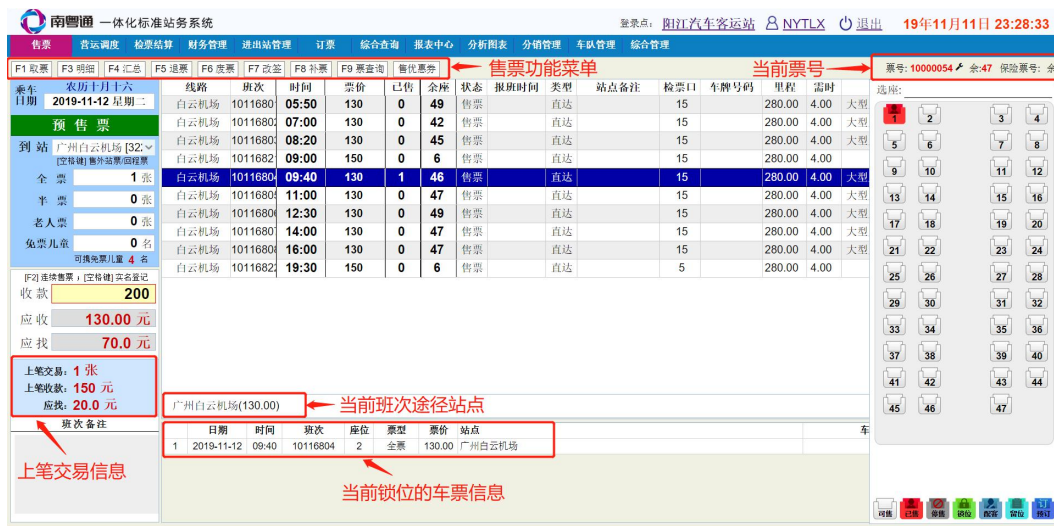 南粤通 一体化标准站务系统 登录点: 阳江汽车客运站 NYTLX 退出 19年11月11日 23:28:33
售票 营运调度 检票结算 财务管理 进出站管理 订票 综合查询 报表中心 分析图表 分销管理 车队管理 综合管理
F1 取票 F3 明细 F4 汇总 F5 退票 F6 废票 F7 改签 F8 补票 F9 票查询 售优惠券 售票功能菜单 当前票号 票号: 10000054 余:47 保险票号: 余
乘车日期 农历十月十六
2019-11-12 星期二
预 售 票
到 站 广州白云机场 [32:
[空格键] 售外站票/回程票
全 票 1 张
半 票 0 张
老人票 0 张
免票儿童 0 名
可携免票儿童 4 名
[F2] 连续售票 ; [空格键] 实名登记
收 款 200
应 收 130.00 元
应 找 70.0 元
上笔交易: 1 张
上笔收款: 150 元
应找: 20.0 元
班次备注
上笔交易信息
线路 班次 时间 票价 已售 余座 状态 报班时间 类型 站点备注 检票口 车牌号码 里程 需时
白云机场 1011680 05:50 130 0 49 售票 直达 15 280.00 4.00 大型
白云机场 1011680 07:00 130 0 42 售票 直达 15 280.00 4.00 大型
白云机场 1011680 08:20 130 0 45 售票 直达 15 280.00 4.00 大型
白云机场 1011682 09:00 150 0 6 售票 直达 15 280.00 4.00
白云机场 1011680 09:40 130 1 46 售票 直达 15 280.00 4.00 大型
白云机场 1011680 11:00 130 0 47 售票 直达 15 280.00 4.00 大型
白云机场 1011680 12:30 130 0 49 售票 直达 15 280.00 4.00 大型
白云机场 1011680 14:00 130 0 47 售票 直达 15 280.00 4.00 大型
白云机场 1011680 16:00 130 0 47 售票 直达 15 280.00 4.00 大型
白云机场 1011682 19:30 150 0 6 售票 直达 5 280.00 4.00
广州白云机场(130.00) 当前班次途径站点
日期 时间 班次 座位 票型 票价 站点 车
1 2019-11-12 09:40 10116804 2 全票 130.00 广州白云机场
当前锁位的车票信息
选座:
1 2 3 4
5 6 7 8
9 10 11 12
13 14 15 16
17 18 19 20
21 22 23 24
25 26 27 28
29 30 31 32
33 34 35 36
37 38 39 40
41 42 43 44
45 46 47
可售 已售 停售 锁位 配客 留位 预订